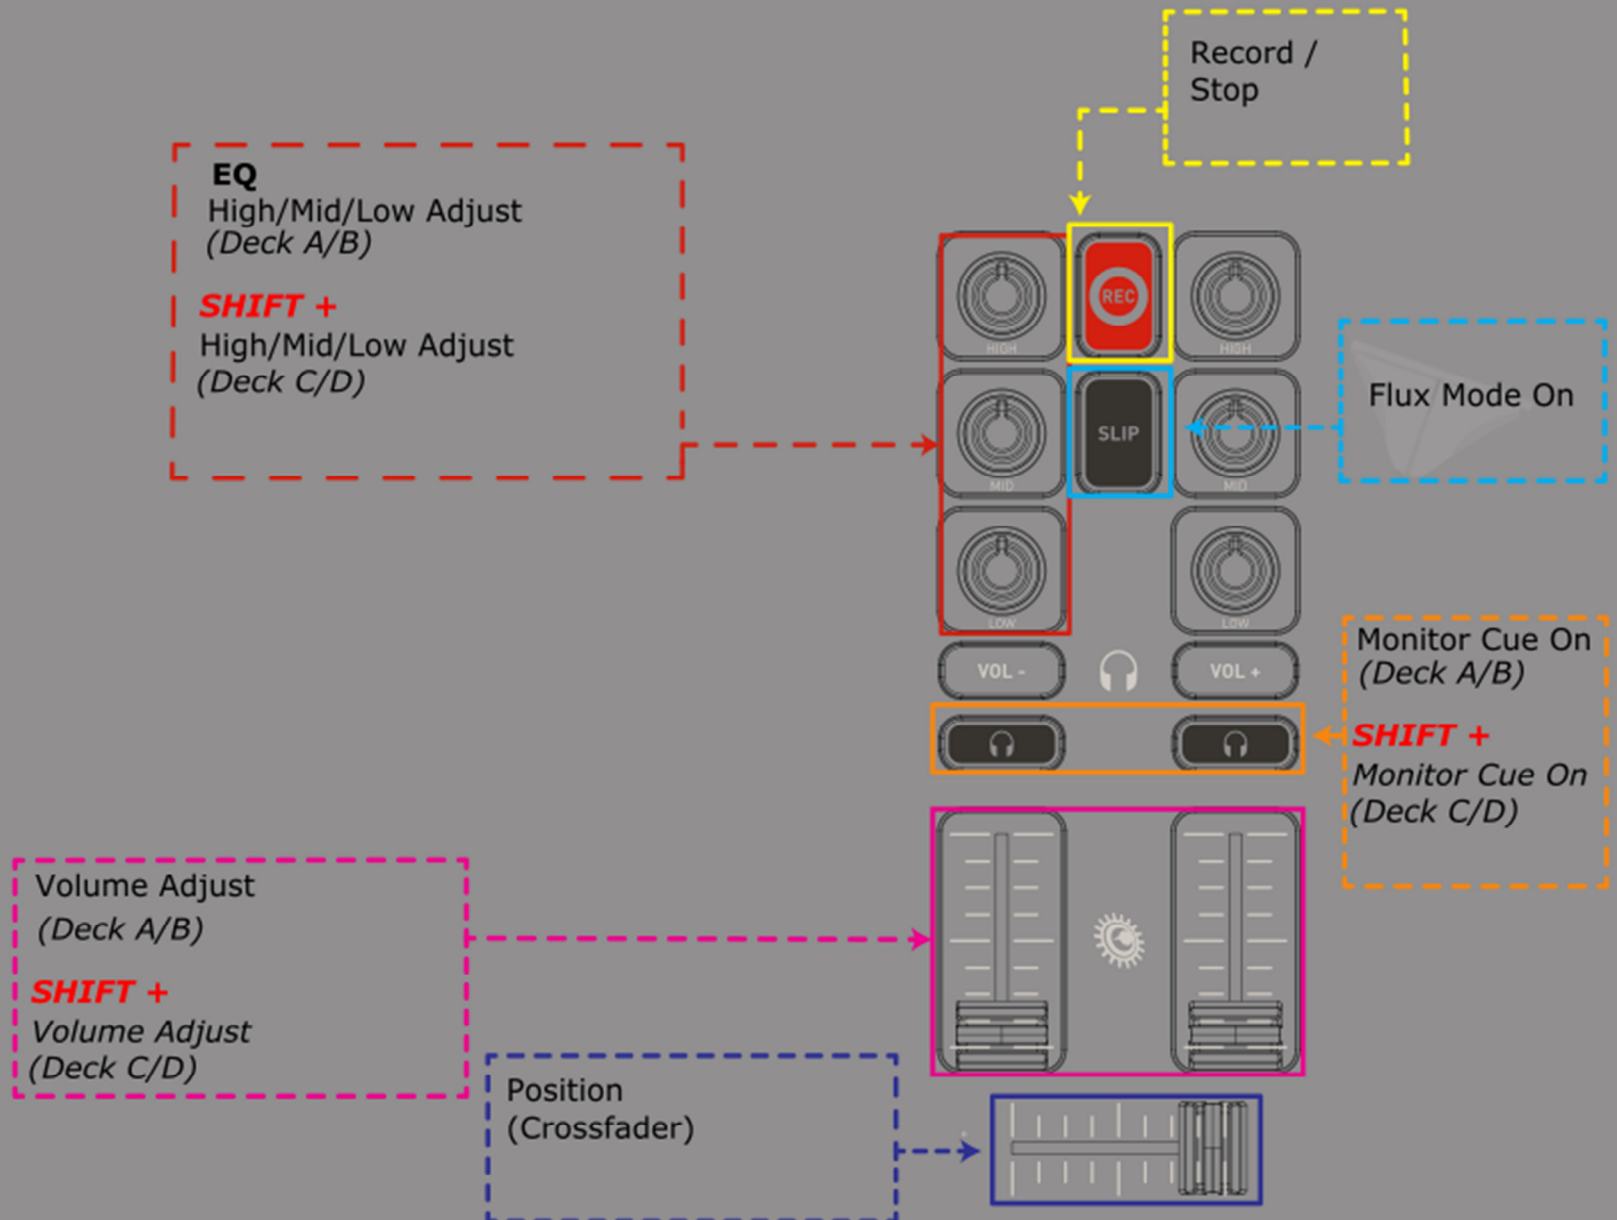 Record /
Stop
EQ
High/Mid/Low Adjust
(Deck A/B)
SHIFT +
High/Mid/Low Adjust
(Deck C/D)
REC
HIGH
HIGH
Flux Mode On
SLIP
MID
MID
LOW
LOW
VOL -
VOL +
Monitor Cue On
(Deck A/B)
SHIFT +
Monitor Cue On
(Deck C/D)
Volume Adjust
(Deck A/B)
SHIFT +
Volume Adjust
(Deck C/D)
Position
(Crossfader)